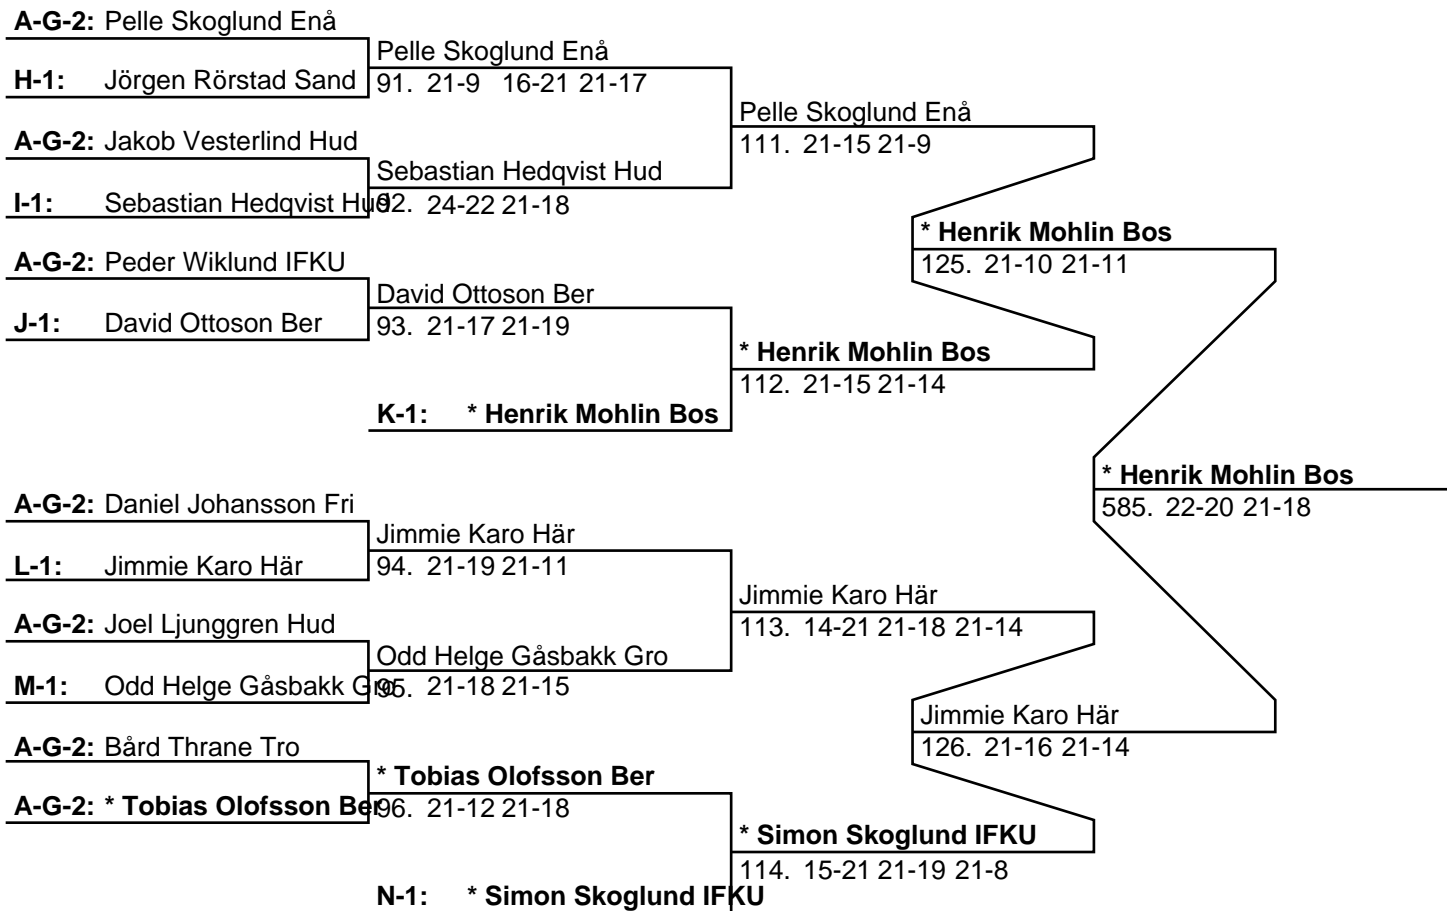 A-G-2: Pelle Skoglund Enå
Pelle Skoglund Enå
H-1: Jörgen Rörstad Sand
91. 21-9 16-21 21-17
Pelle Skoglund Enå
A-G-2: Jakob Vesterlind Hud
111. 21-15 21-9
Sebastian Hedqvist Hud
I-1: Sebastian Hedqvist Hud
92. 24-22 21-18
* Henrik Mohlin Bos
A-G-2: Peder Wiklund IFKU
125. 21-10 21-11
David Ottoson Ber
J-1: David Ottoson Ber
93. 21-17 21-19
* Henrik Mohlin Bos
112. 21-15 21-14
K-1: * Henrik Mohlin Bos
* Henrik Mohlin Bos
A-G-2: Daniel Johansson Fri
585. 22-20 21-18
Jimmie Karo Här
L-1: Jimmie Karo Här
94. 21-19 21-11
Jimmie Karo Här
A-G-2: Joel Ljunggren Hud
113. 14-21 21-18 21-14
Odd Helge Gåsbakk Gro
M-1: Odd Helge Gåsbakk Gro
95. 21-18 21-15
Jimmie Karo Här
A-G-2: Bård Thrane Tro
126. 21-16 21-14
* Tobias Olofsson Ber
A-G-2: * Tobias Olofsson Ber
96. 21-12 21-18
* Simon Skoglund IFKU
114. 15-21 21-19 21-8
N-1: * Simon Skoglund IFKU